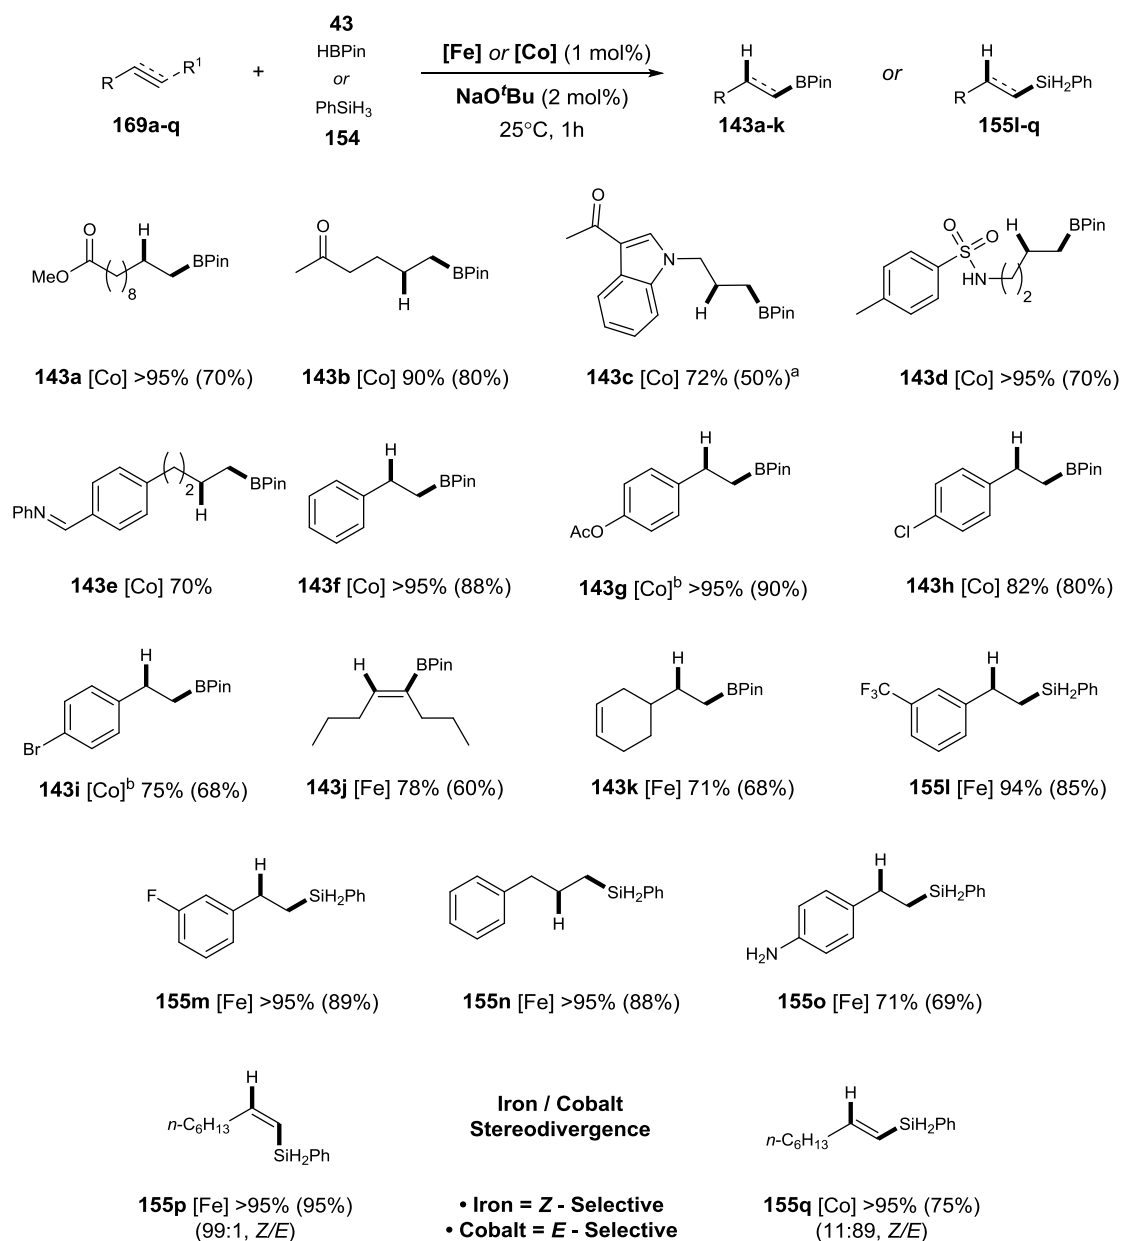 43
HBPin
or
PhSiH3
154
R R1
+
[Fe] or [Co] (1 mol%)
NaOtBu (2 mol%)
25°C, 1h
H
R BPin
or
H
R SiH2Ph
169a-q
143a-k
155l-q
O
MeO
8
H
BPin
O
H
BPin
O
N
H
BPin
O O
S
NH
2
H
BPin
143a [Co] >95% (70%)
143b [Co] 90% (80%)
143c [Co] 72% (50%)a
143d [Co] >95% (70%)
PhN
2
H
BPin
H
BPin
AcO
H
BPin
Cl
H
BPin
143e [Co] 70%
143f [Co] >95% (88%)
143g [Co]b >95% (90%)
143h [Co] 82% (80%)
Br
H
BPin
H
BPin
H
BPin
F3C
H
SiH2Ph
143i [Co]b 75% (68%)
143j [Fe] 78% (60%)
143k [Fe] 71% (68%)
155l [Fe] 94% (85%)
F
H
SiH2Ph
H
SiH2Ph
H2N
H
SiH2Ph
155m [Fe] >95% (89%)
155n [Fe] >95% (88%)
155o [Fe] 71% (69%)
H
n-C6H13
SiH2Ph
Iron / Cobalt
Stereodivergence
H
n-C6H13
SiH2Ph
155p [Fe] >95% (95%)
(99:1, Z/E)
• Iron = Z - Selective
• Cobalt = E - Selective
155q [Co] >95% (75%)
(11:89, Z/E)